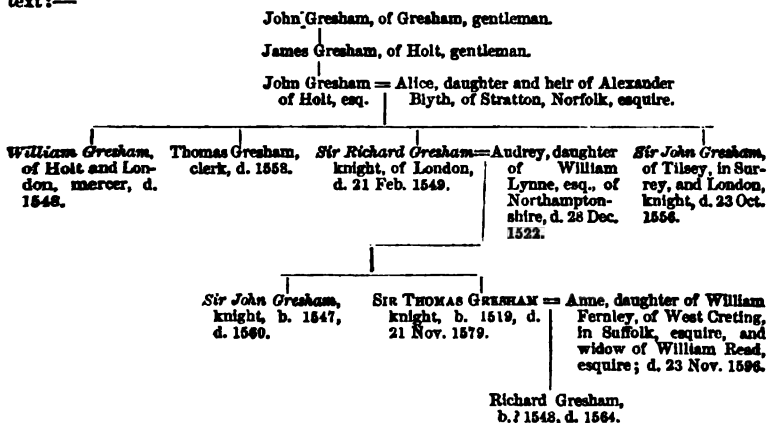 text:—
John Gresham, of Gresham, gentleman.
James Gresham, of Holt, gentleman.
John Gresham = Alice, daughter and heir of Alexander
of Holt, esq. Blyth, of Stratton, Norfolk, esquire.
William Gresham,
of Holt and Lon-
don, mercer, d.
1548.
Thomas Gresham,
clerk, d. 1558.
Sir Richard Gresham=
knight, of London,
d. 21 Feb. 1549.
Audrey, daughter
of William
Lynne, esq., of
Northampton-
shire, d. 28 Dec.
1522.
Sir John Gresham,
of Tilsey, in Sur-
rey, and London,
knight, d. 23 Oct.
1556.
Sir John Gresham,
knight, b. 1547,
d. 1560.
SIR THOMAS GRESHAM =
knight, b. 1519, d.
21 Nov. 1579.
Anne, daughter of William
Fernley, of West Creting,
in Suffolk, esquire, and
widow of William Read,
esquire; d. 23 Nov. 1596.
Richard Gresham,
b.? 1548, d. 1564.